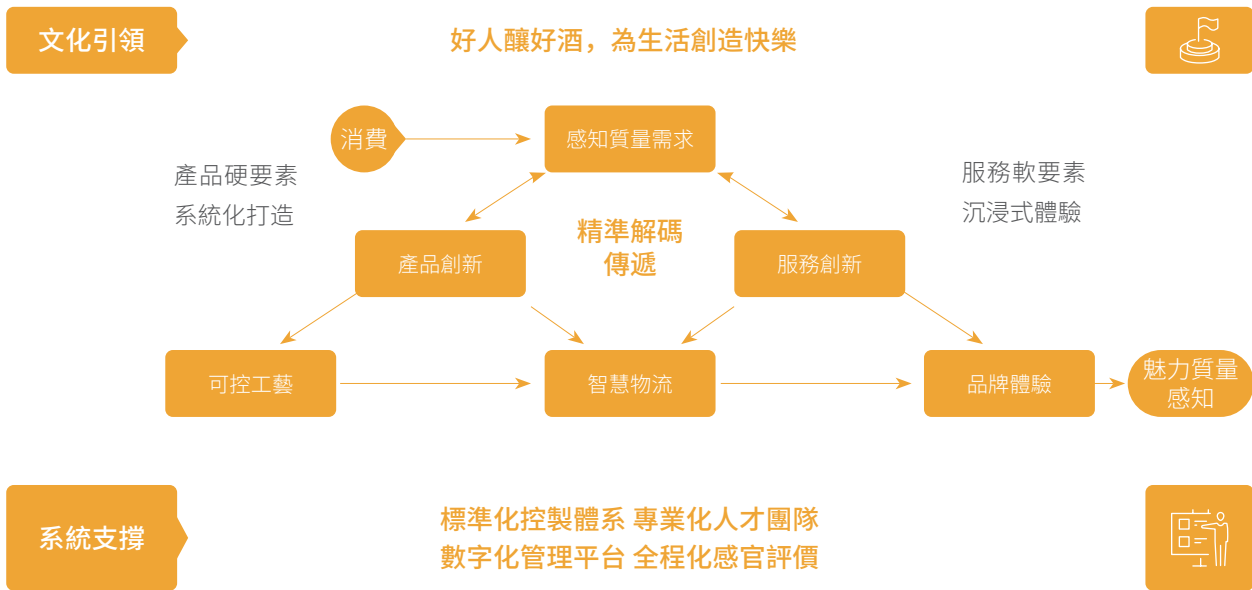 文化引領
好人釀好酒，為生活創造快樂
消費
感知質量需求
產品硬要素
系統化打造
服務軟要素
沉浸式體驗
精準解碼
傳遞
產品創新
服務創新
可控工藝
智慧物流
品牌體驗
魅力質量
感知
系統支撐
標準化控製體系 專業化人才團隊
數字化管理平台 全程化感官評價